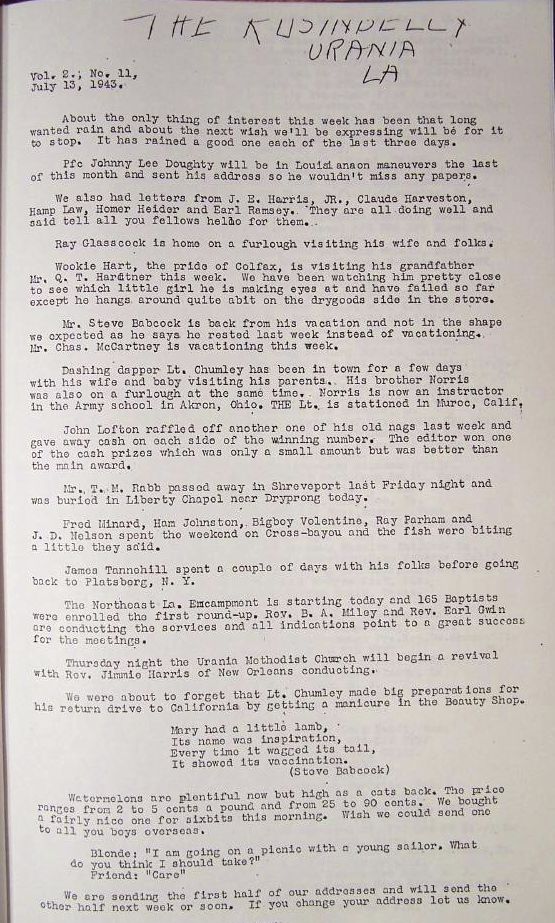 THE KUSINDELLY
URANIA
LA
Vol. 2.; No. 11,
July 13, 1943.
About the only thing of interest this week has been that long
wanted rain and about the next wish we'll be expressing will be for it
to stop. It has rained a good one each of the last three days.
Pfc Johnny Lee Doughty will be in Louisianaon maneuvers the last
of this month and sent his address so he wouldn't miss any papers.
We also had letters from J. E. Harris, JR., Claude Harveston,
Hamp Law, Homer Heider and Earl Ramsey. They are all doing well and
said tell all you fellows hello for them.
Ray Glasscock is home on a furlough visiting his wife and folks.
Wookie Hart, the pride of Colfax, is visiting his grandfather
Mr. Q. T. Hardtner this week. We have been watching him pretty close
to see which little girl he is making eyes at and have failed so far
except he hangs around quite abit on the drygoods side in the store.
Mr. Steve Babcock is back from his vacation and not in the shape
we expected as he says he rested last week instead of vacationing.
Mr. Chas. McCartney is vacationing this week.
Dashing dapper Lt. Chumley has been in town for a few days
with his wife and baby visiting his parents. His brother Norris
was also on a furlough at the same time. Norris is now an instructor
in the Army school in Akron, Ohio. THE Lt. is stationed in Muroc, Calif.
John Lofton raffled off another one of his old nags last week and
gave away cash on each side of the winning number. The editor won one
of the cash prizes which was only a small amount but was better than
the main award.
Mr. T. M. Rabb passed away in Shreveport last Friday night and
was buried in Liberty Chapel near Dryprong today.
Fred Minard, Ham Johnston, Bigboy Volentine, Ray Parham and
J. D. Nelson spent the weekend on Cross-bayou and the fish were biting
a little they said.
James Tannehill spent a couple of days with his folks before going
back to Platsberg, N. Y.
The Northeast La. Emcampment is starting today and 165 Baptists
were enrolled the first round-up. Rev. B. A. Miley and Rev. Earl Gwin
are conducting the services and all indications point to a great success
for the meetings.
Thursday night the Urania Methodist Church will begin a revival
with Rev. Jimmie Harris of New Orleans conducting.
We were about to forget that Lt. Chumley made big preparations for
his return drive to California by getting a manicure in the Beauty Shop.
Mary had a little lamb,
Its name was inspiration,
Every time it wagged its tail,
It showed its vaccination.
(Steve Babcock)
Watermelons are plentiful now but high as a cats back. The price
ranges from 2 to 5 cents a pound and from 25 to 90 cents. We bought
a fairly nice one for sixbits this morning. Wish we could send one
to all you boys overseas.
Blonde: "I am going on a picnic with a young sailor. What
do you think I should take?"
Friend: "Care"
We are sending the first half of our addresses and will send the
other half next week or soon. If you change your address let us know.